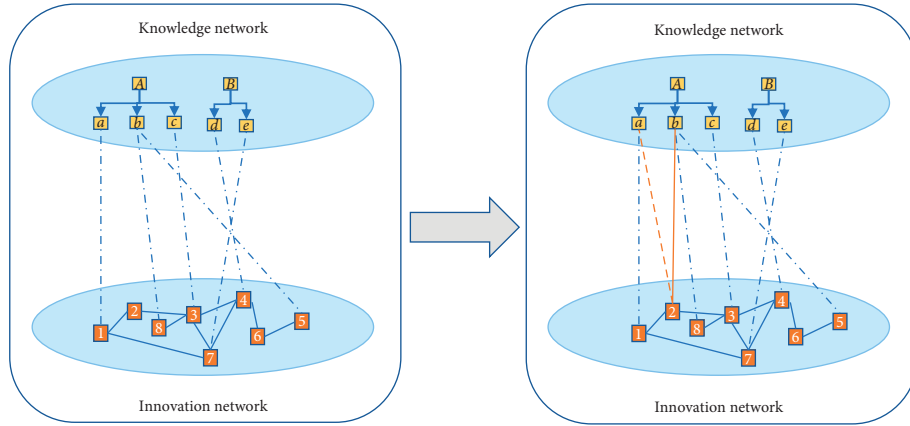 Knowledge network
A B
a b c d e
1 2 8 3 7 4 6 5
Innovation network
Knowledge network
A B
a b c d e
1 2 8 3 7 4 6 5
Innovation network